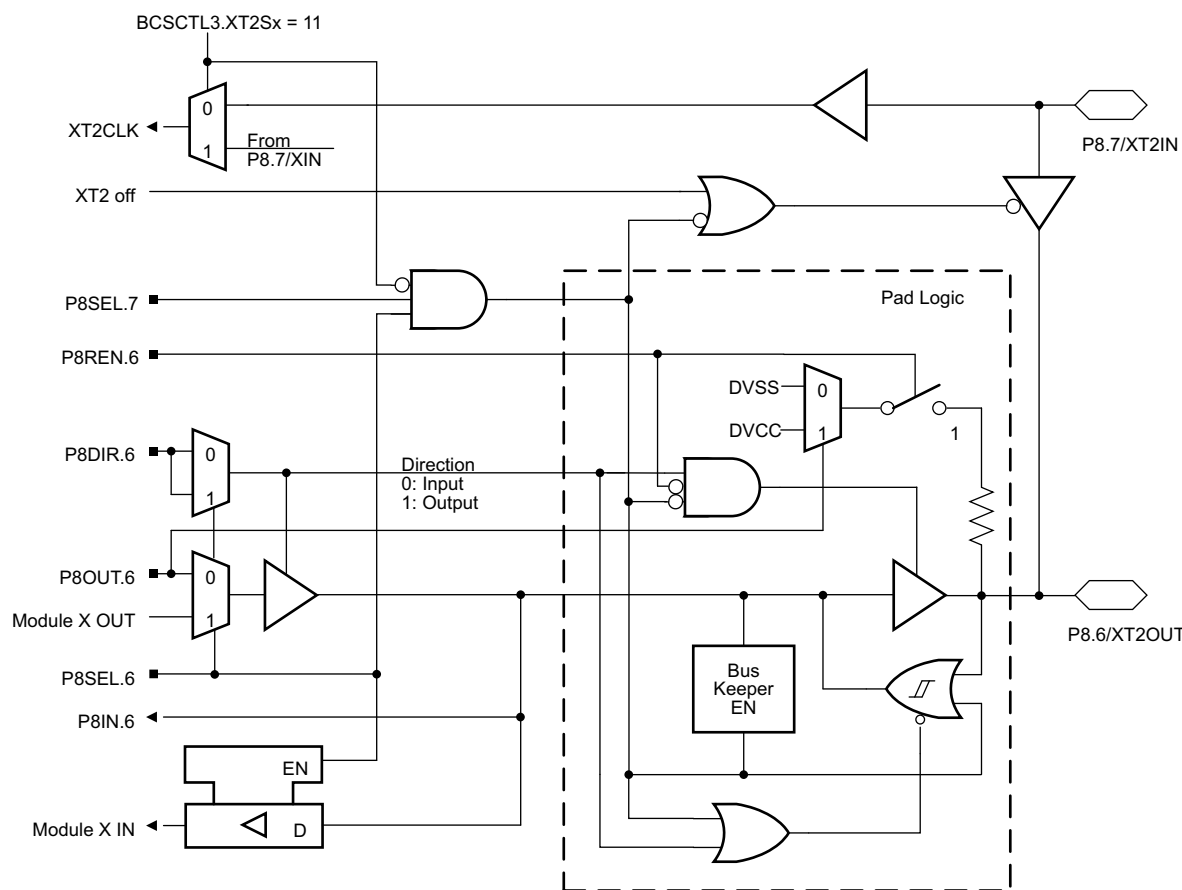 BCSCTL3.XT2Sx = 11
0
XT2CLK
1
From
P8.7/XIN
P8.7/XT2IN
XT2 off
P8SEL.7
Pad Logic
P8REN.6
DVSS
0
DVCC
1
1
P8DIR.6
0
1
Direction
0: Input
1: Output
P8OUT.6
0
Module X OUT
1
P8.6/XT2OUT
P8SEL.6
Bus
Keeper
EN
P8IN.6
EN
Module X IN
D